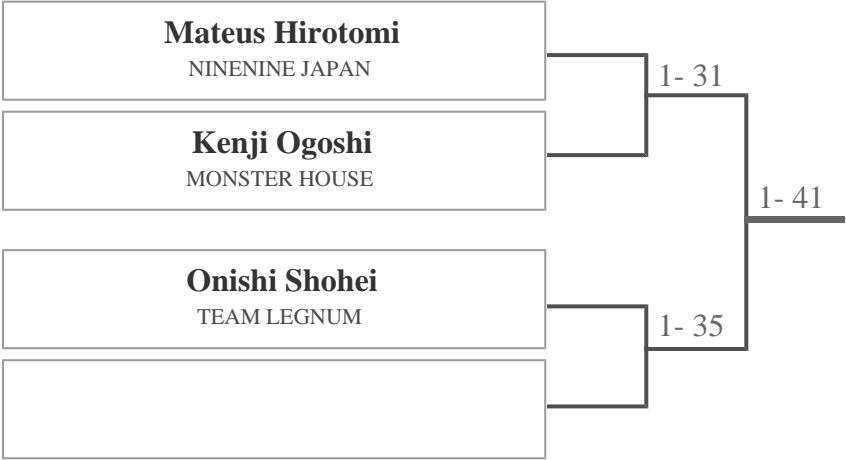 Mateus Hirotomi
NINENINE JAPAN
1- 31
Kenji Ogoshi
MONSTER HOUSE
1- 41
Onishi Shohei
TEAM LEGNUM
1- 35